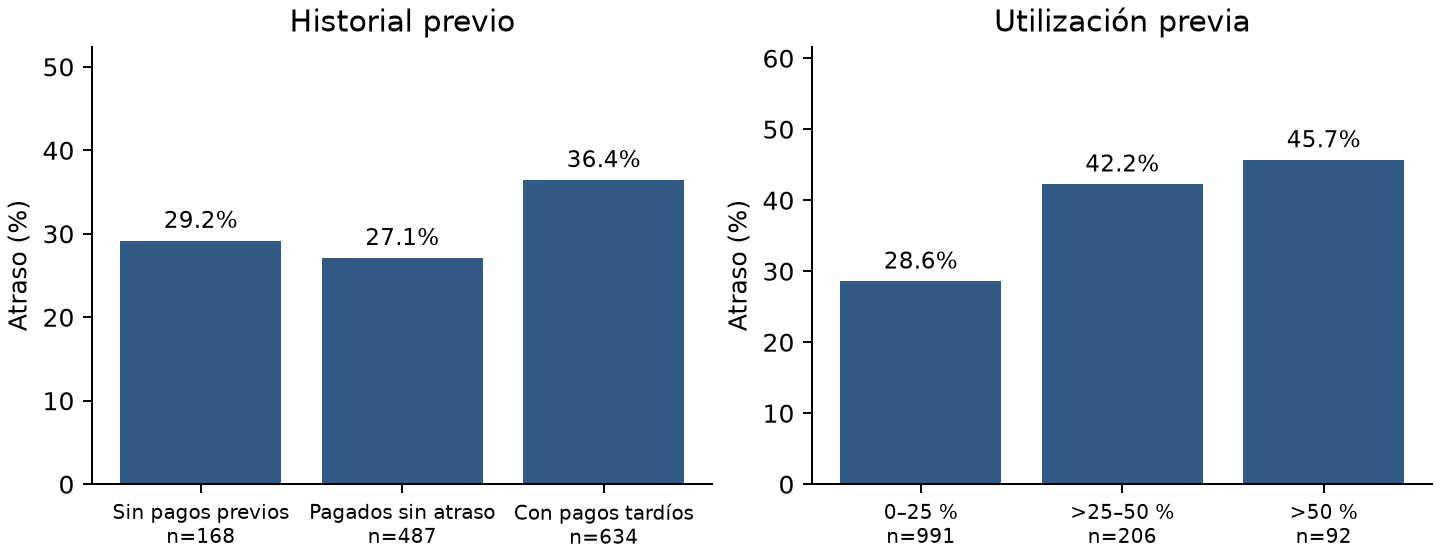 Historial previo
Atraso (%)
50
40
30
20
10
0
29.2%
27.1%
36.4%
Sin pagos previos
n=168
Pagados sin atraso
n=487
Con pagos tardíos
n=634
Utilización previa
Atraso (%)
60
50
40
30
20
10
0
28.6%
42.2%
45.7%
0–25 %
n=991
>25–50 %
n=206
>50 %
n=92